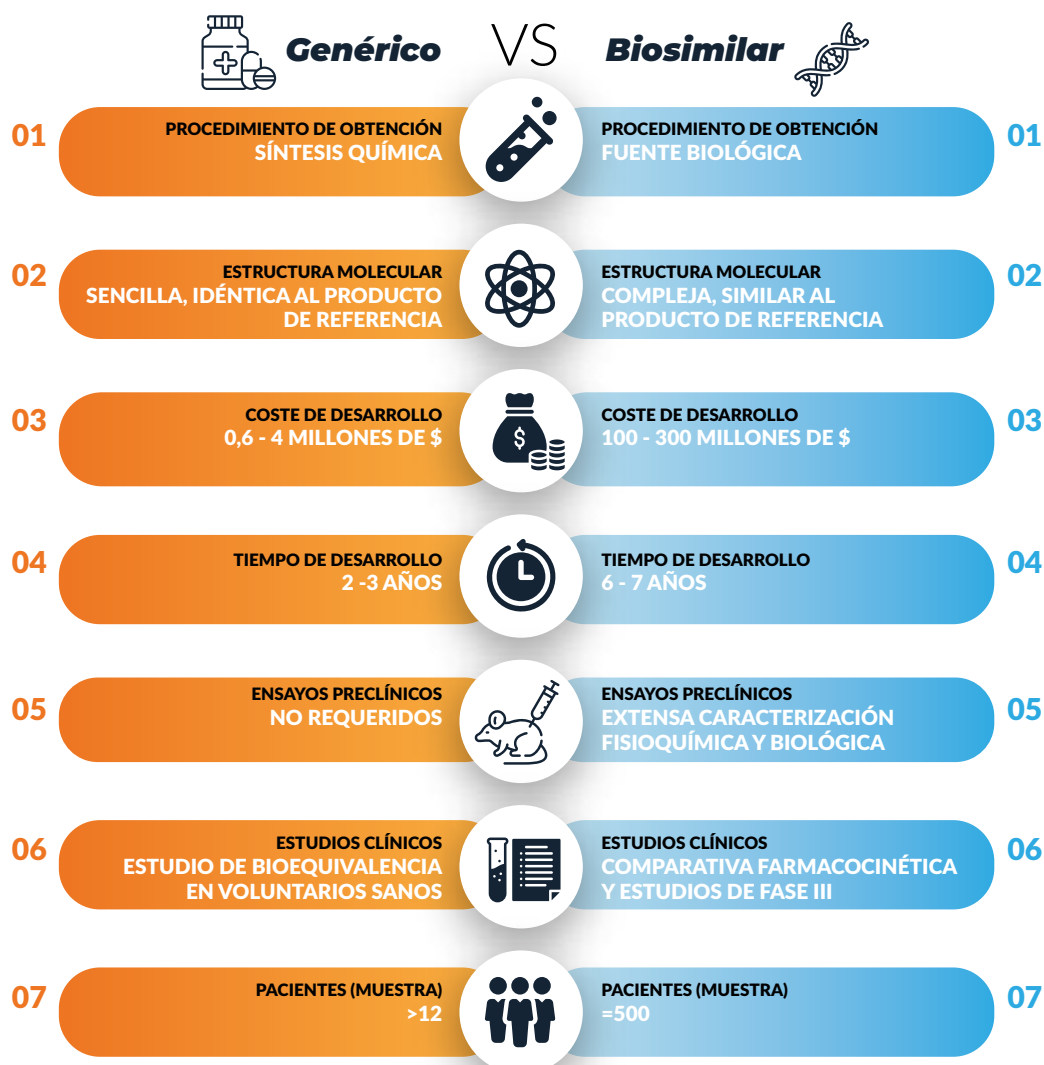 Genérico VS Biosimilar
01
PROCEDIMIENTO DE OBTENCIÓN
SÍNTESIS QUÍMICA
PROCEDIMIENTO DE OBTENCIÓN
FUENTE BIOLÓGICA
01
02
ESTRUCTURA MOLECULAR
SENCILLA, IDÉNTICA AL PRODUCTO
DE REFERENCIA
ESTRUCTURA MOLECULAR
COMPLEJA, SIMILAR AL
PRODUCTO DE REFERENCIA
02
03
COSTE DE DESARROLLO
0,6 - 4 MILLONES DE $
$
COSTE DE DESARROLLO
100 - 300 MILLONES DE $
03
04
TIEMPO DE DESARROLLO
2 -3 AÑOS
TIEMPO DE DESARROLLO
6 - 7 AÑOS
04
05
ENSAYOS PRECLÍNICOS
NO REQUERIDOS
ENSAYOS PRECLÍNICOS
EXTENSA CARACTERIZACIÓN
FISIOQUÍMICA Y BIOLÓGICA
05
06
ESTUDIOS CLÍNICOS
ESTUDIO DE BIOEQUIVALENCIA
EN VOLUNTARIOS SANOS
ESTUDIOS CLÍNICOS
COMPARATIVA FARMACOCINÉTICA
Y ESTUDIOS DE FASE III
06
07
PACIENTES (MUESTRA)
>12
PACIENTES (MUESTRA)
=500
07